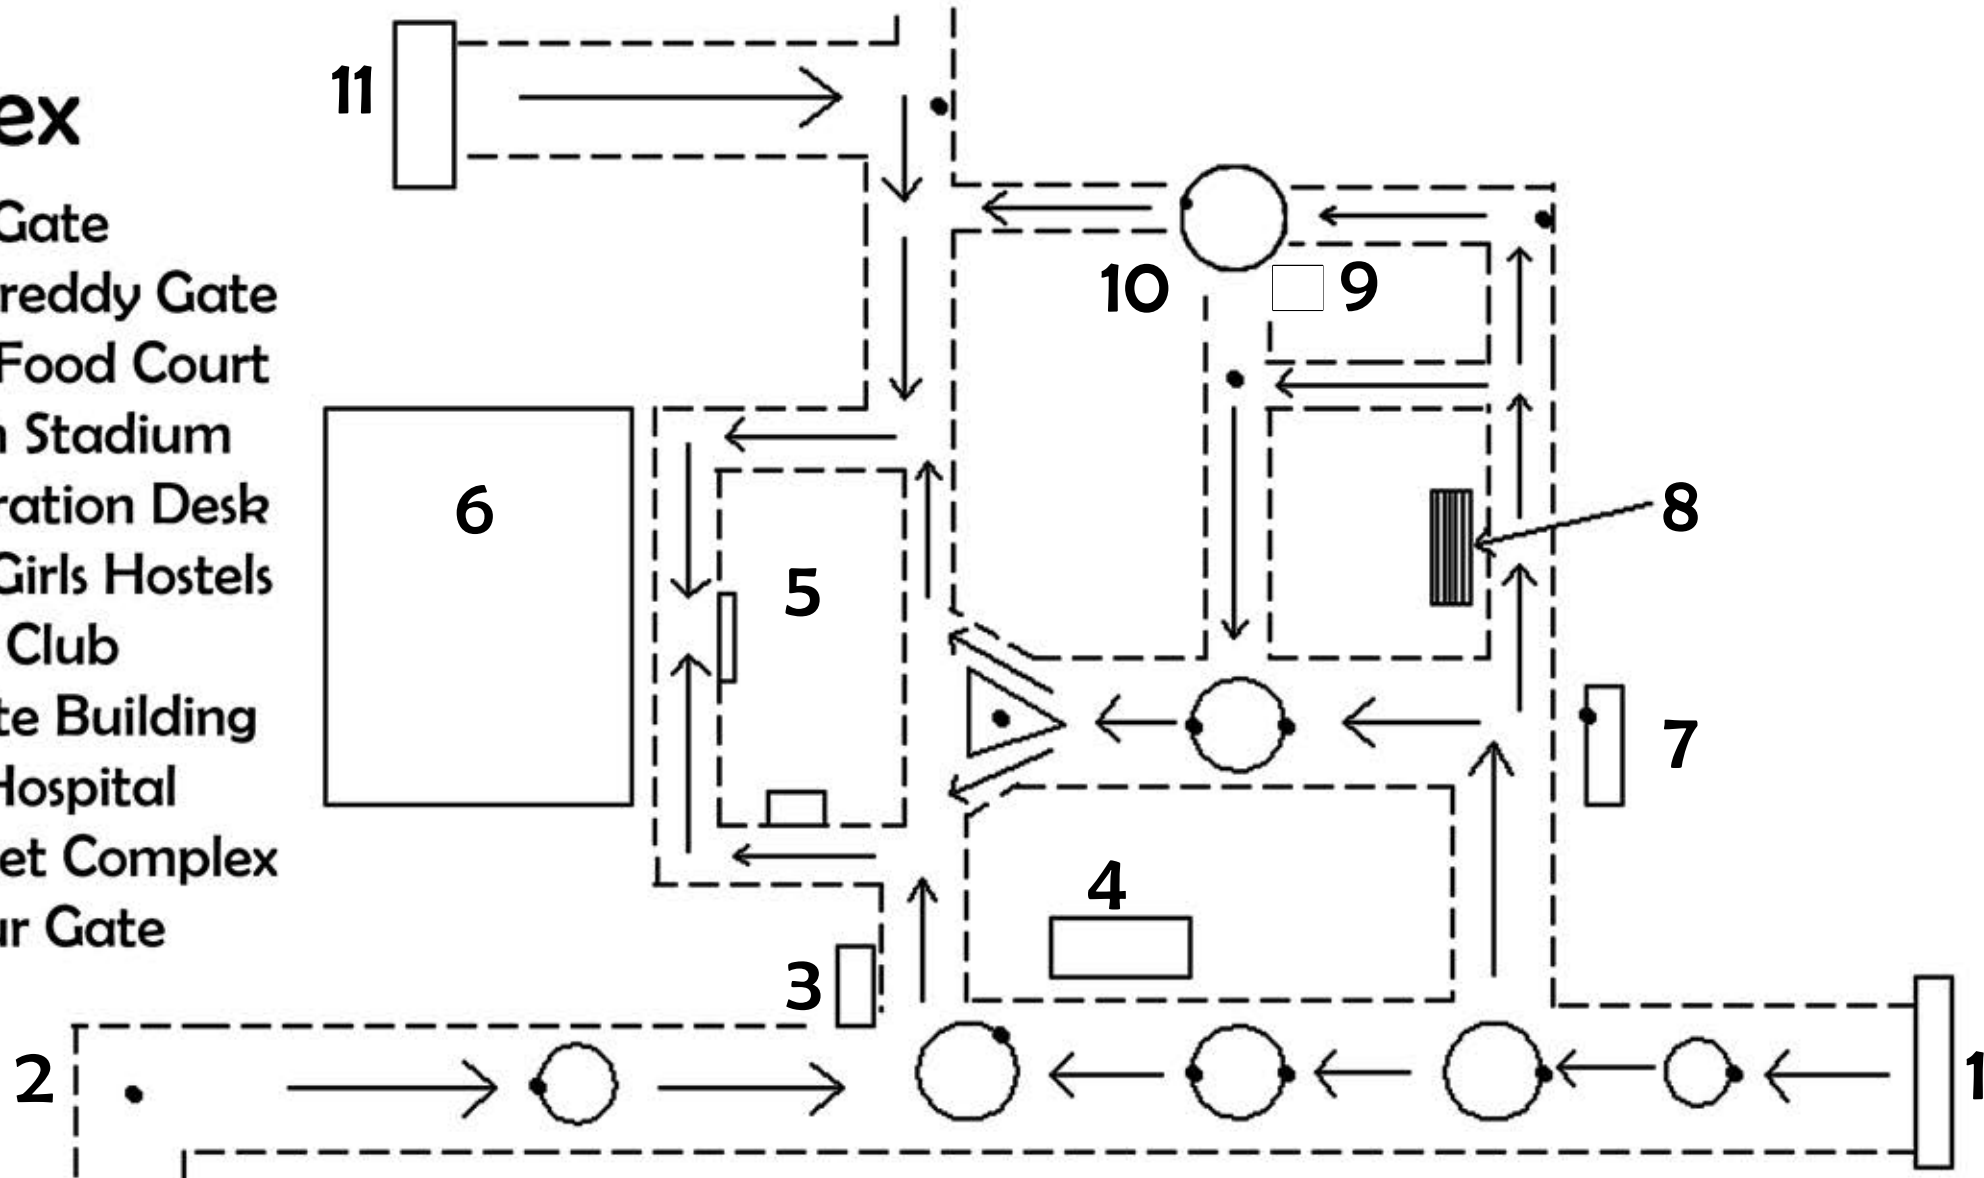 ex
Gate
reddy Gate
Food Court
n Stadium
ration Desk
Girls Hostels
Club
te Building
Hospital
et Complex
ur Gate
11
10
9
6
8
5
7
4
3
2
1